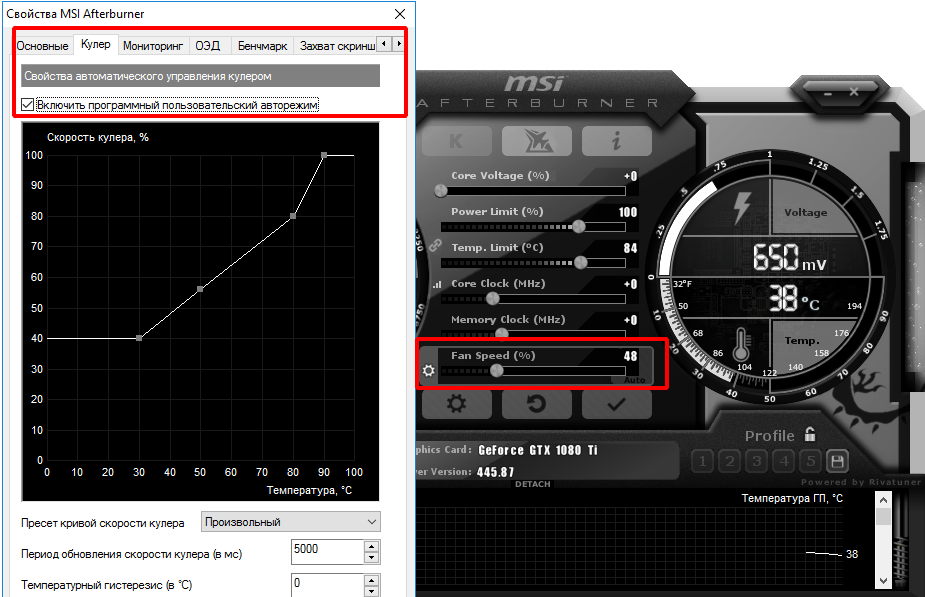 Свойства MSI Afterburner
Основные Кулер Мониторинг ОЭД Бенчмарк Захват скринш
Свойства автоматического управления кулером
Включить программный пользовательский авторежим
Скорость кулера, %
100
90
80
70
60
50
40
30
20
10
0
0 10 20 30 40 50 60 70 80 90 100
Температура, °C
Пресет кривой скорости кулера Произвольный
Период обновления скорости кулера (в мс) 5000
Температурный гистерезис (в °C) 0
msi
AFTERBURNER
K i
Core Voltage (%) +0
Power Limit (%) 100
Temp. Limit (ºC) 84
Core Clock (MHz) +0
Memory Clock (MHz) +0
Fan Speed (%) 48
Auto
0 .25 .5 .75 1 1.25 1.5 1.75
Voltage
650 mV
38 °C
32°F 50 68 86 104 122 140 158 176 194
Temp.
10 20 30 40 50 60 70 80 90
Profile
1 2 3 4 5
phics Card: GeForce GTX 1080 Ti
er Version: 445.87
DETACH
Powered by Rivatuner
Температура ГП, °C
38